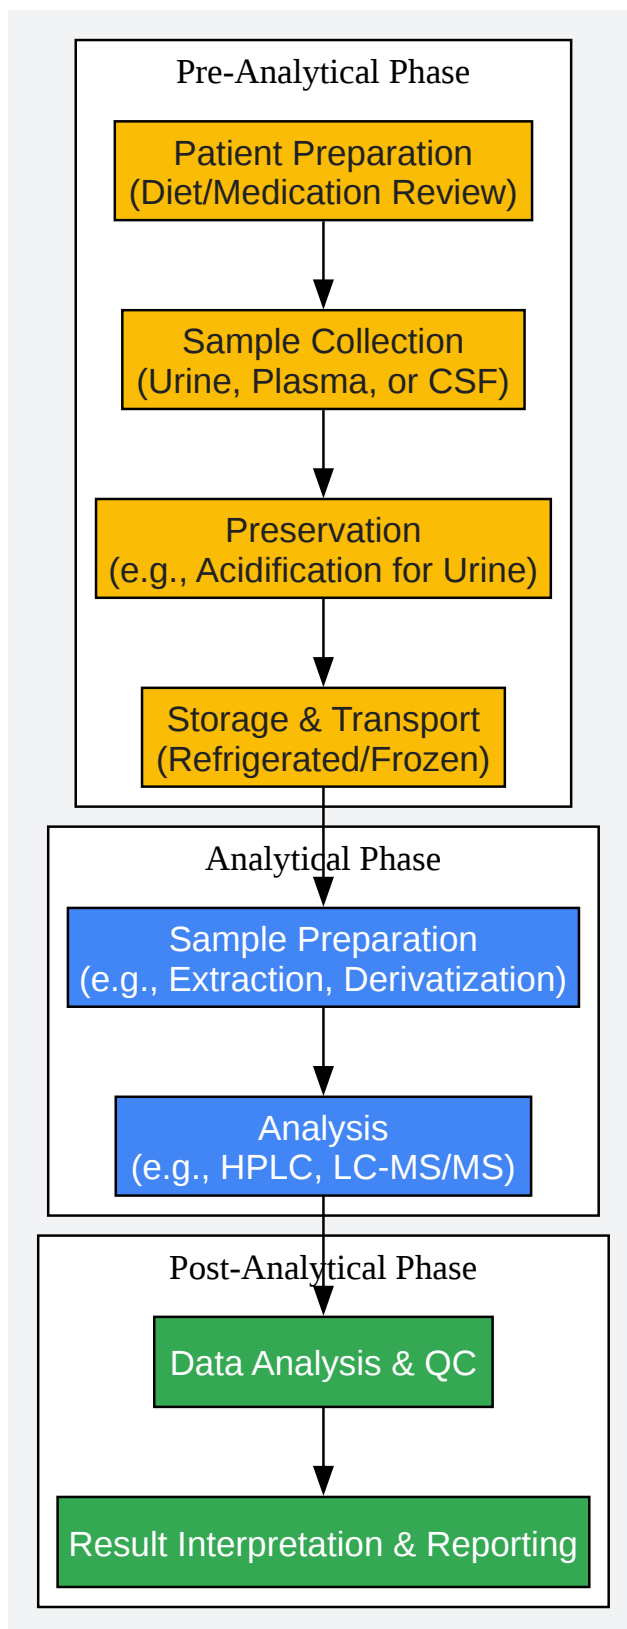 Pre-Analytical Phase
Patient Preparation
(Diet/Medication Review)
Sample Collection
(Urine, Plasma, or CSF)
Preservation
(e.g., Acidification for Urine)
Storage & Transport
(Refrigerated/Frozen)
Analytical Phase
Sample Preparation
(e.g., Extraction, Derivatization)
Analysis
(e.g., HPLC, LC-MS/MS)
Post-Analytical Phase
Data Analysis & QC
Result Interpretation & Reporting